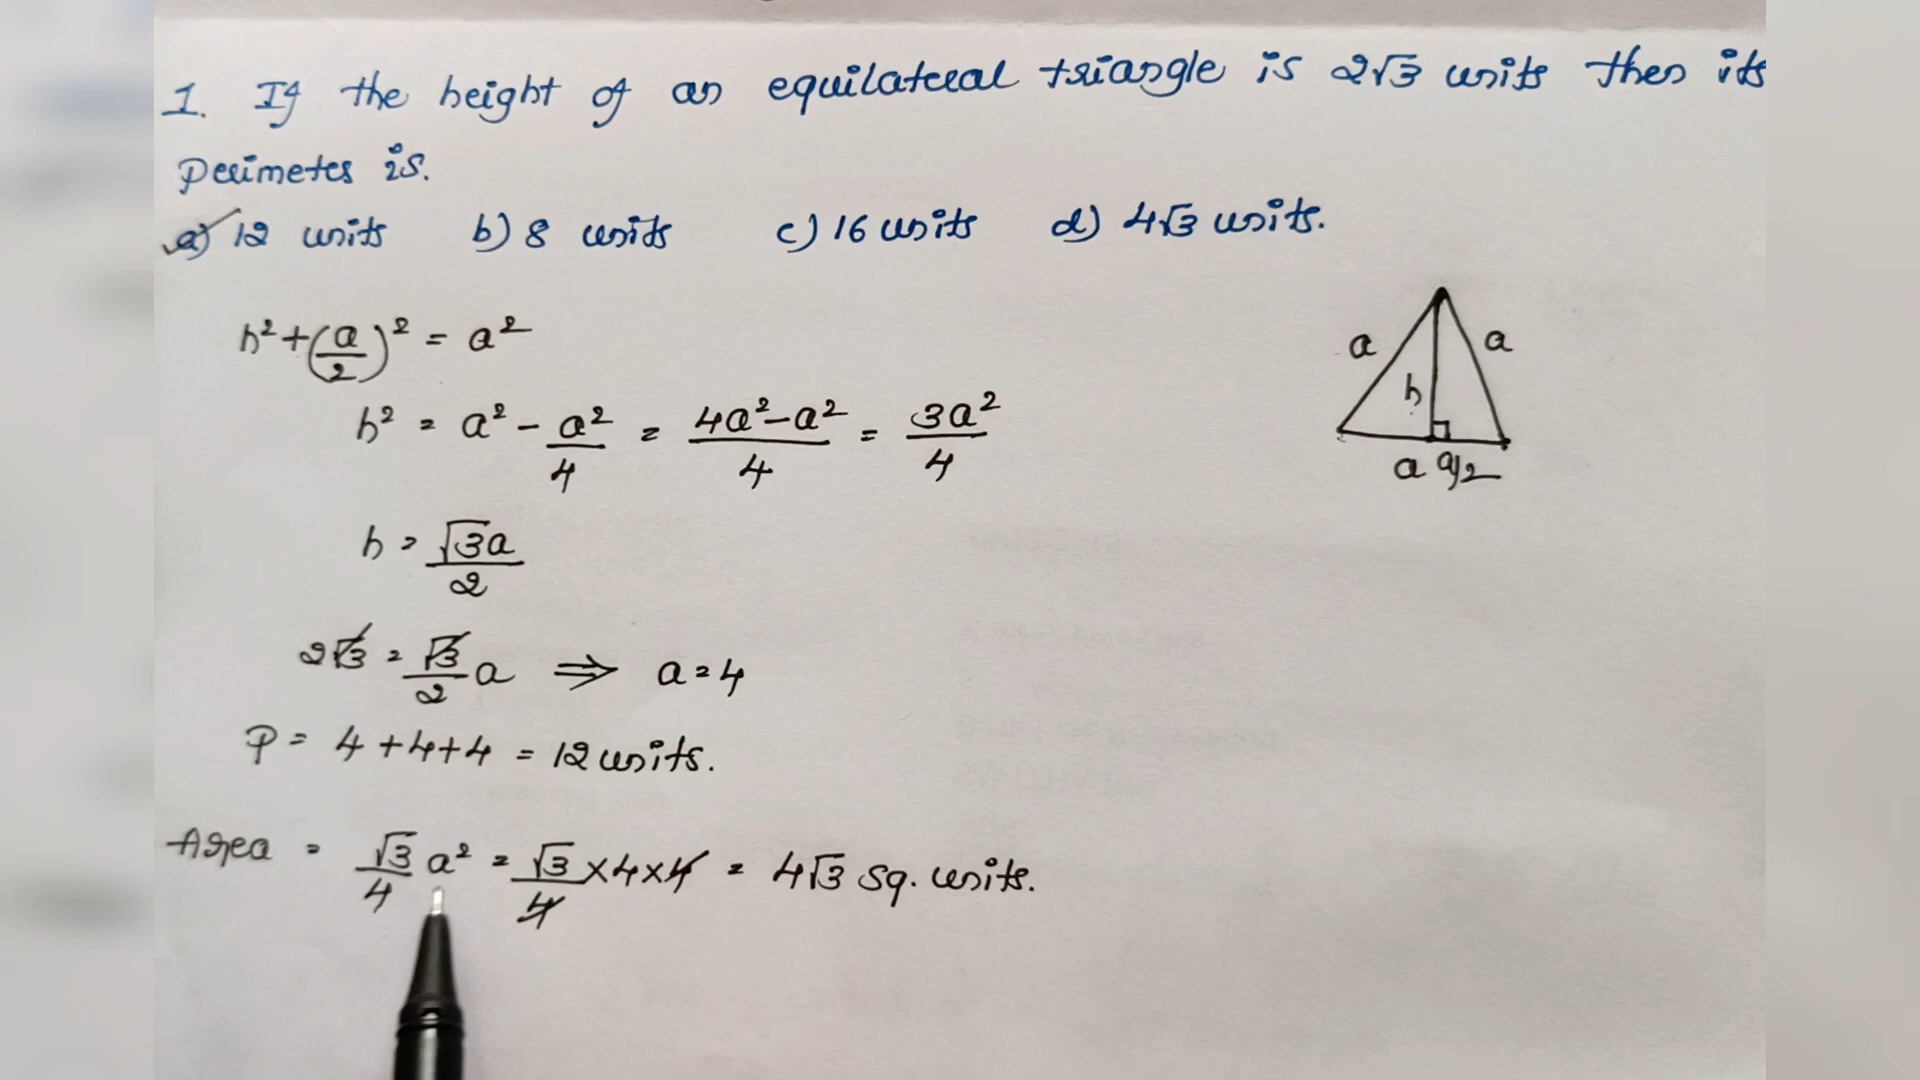 1. If the height of an equilateral triangle is 2√3 units then its
Perimeter is.
a) 12 units b) 8 units c) 16 units d) 4√3 units.
h² + (a/2)² = a²
h² = a² - a²/4 = (4a² - a²)/4 = 3a²/4
a a
h
a a/2
h = √3a/2
2√3 = √3/2 a ⇒ a = 4
P = 4+4+4 = 12 units.
Area = √3/4 a² = √3/4 × 4 × 4 = 4√3 sq. units.